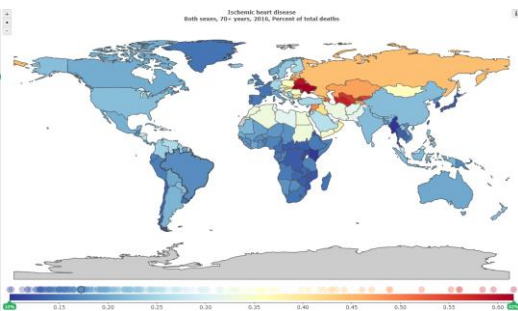 Ischemic heart disease
Both sexes, 70+ years, 2016, Percent of total deaths
0.15 0.20 0.25 0.30 0.35 0.40 0.45 0.50 0.55 0.60